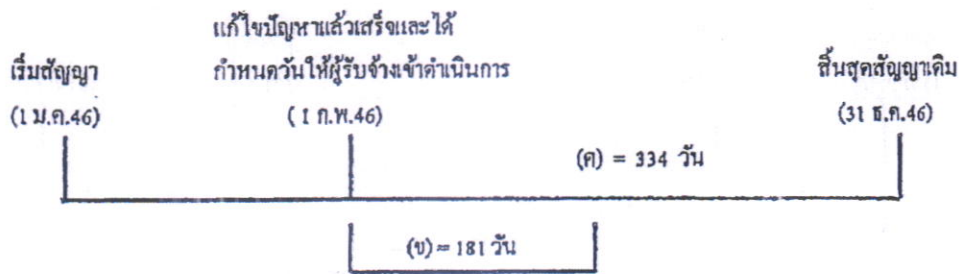 แก้ไขปัญหาแล้วเสร็จและได้
เริ่มสัญญา กำหนดวันให้ผู้รับจ้างเข้าดำเนินการ สิ้นสุดสัญญาเดิม
(1 ม.ค.46) ( 1 ก.พ.46) (31 ธ.ค.46)
(ค) = 334 วัน
(ข) = 181 วัน